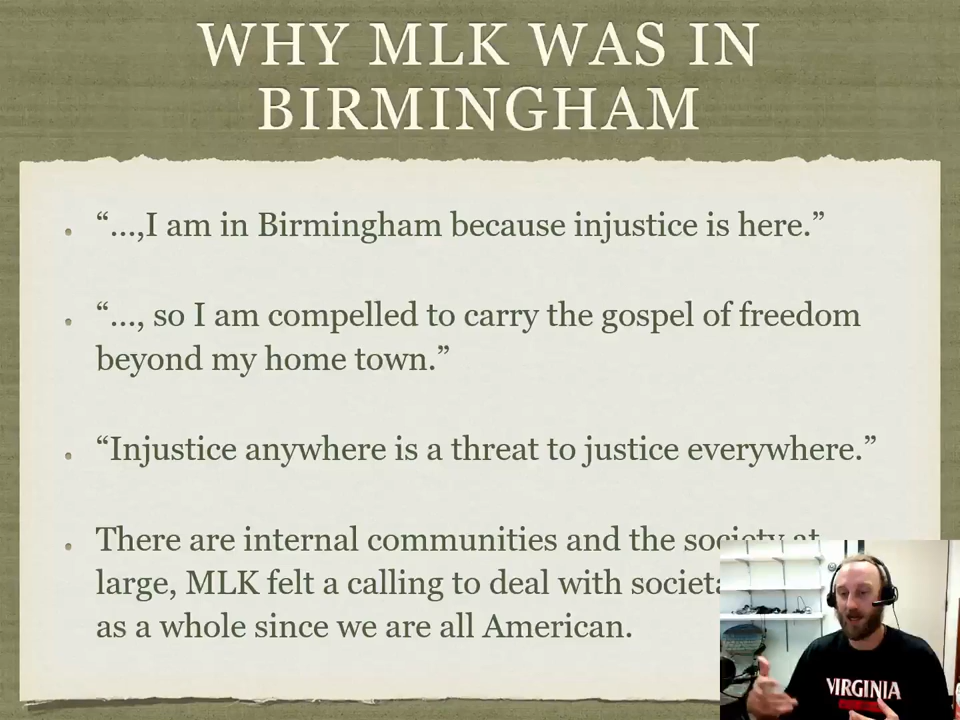 WHY MLK WAS IN
BIRMINGHAM
“...,I am in Birmingham because injustice is here.”
“..., so I am compelled to carry the gospel of freedom
beyond my home town.”
“Injustice anywhere is a threat to justice everywhere.”
There are internal communities and the society at
large, MLK felt a calling to deal with
as a whole since we are all American.
VIRGINIA